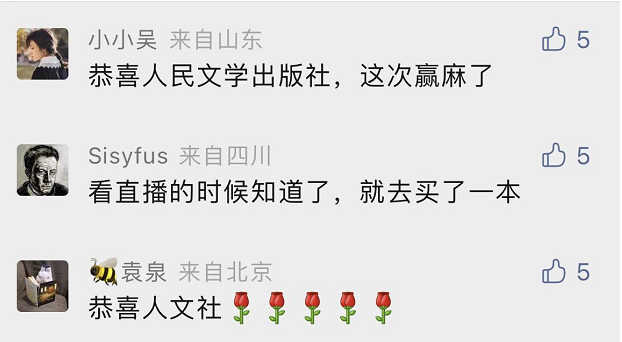 小小吴 来自山东 5
恭喜人民文学出版社，这次赢麻了
Sisyfus 来自四川 5
看直播的时候知道了，就去买了一本
🐝袁泉 来自北京 5
恭喜人文社🌹🌹🌹🌹🌹